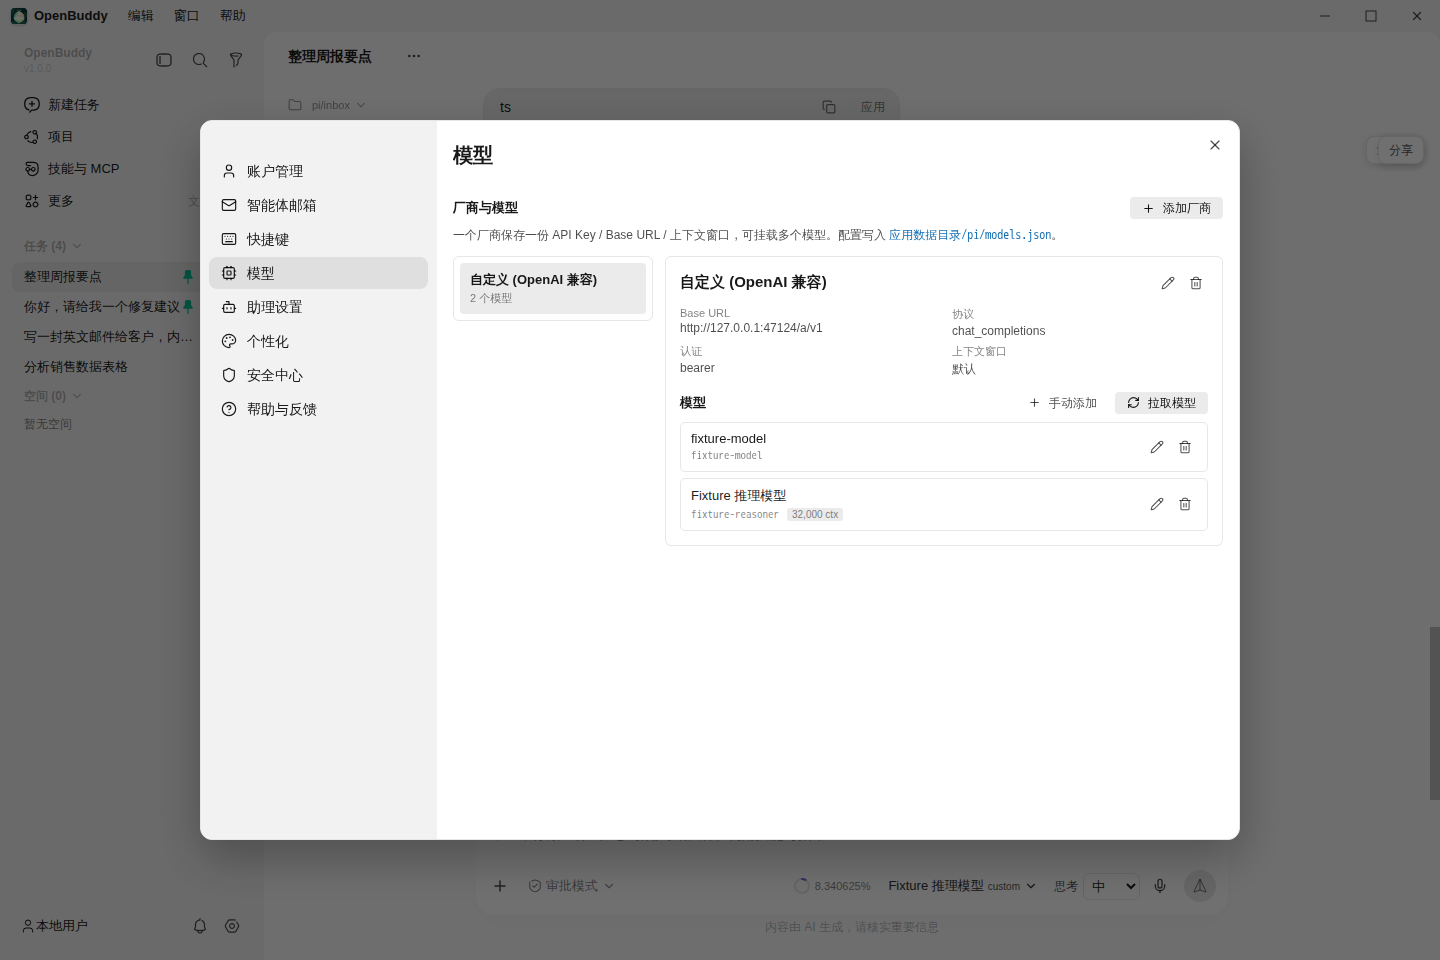 OpenBuddy 编辑 窗口 帮助
OpenBuddy
v1.0.0
新建任务
项目
技能与 MCP
更多
任务 (4)
整理周报要点
你好，请给我一个修复建议
写一封英文邮件给客户，内…
分析销售数据表格
空间 (0)
暂无空间
本地用户
整理周报要点
pi/inbox
ts
应用
分享
账户管理
智能体邮箱
快捷键
模型
助理设置
个性化
安全中心
帮助与反馈
模型
厂商与模型
添加厂商
一个厂商保存一份 API Key / Base URL / 上下文窗口，可挂载多个模型。配置写入 应用数据目录/pi/models.json。
自定义 (OpenAI 兼容)
2 个模型
自定义 (OpenAI 兼容)
Base URL
http://127.0.0.1:47124/a/v1
协议
chat_completions
认证
bearer
上下文窗口
默认
模型
手动添加
拉取模型
fixture-model
fixture-model
Fixture 推理模型
fixture-reasoner 32,000 ctx
审批模式
8.340625%
Fixture 推理模型 custom
思考
中
内容由 AI 生成，请核实重要信息